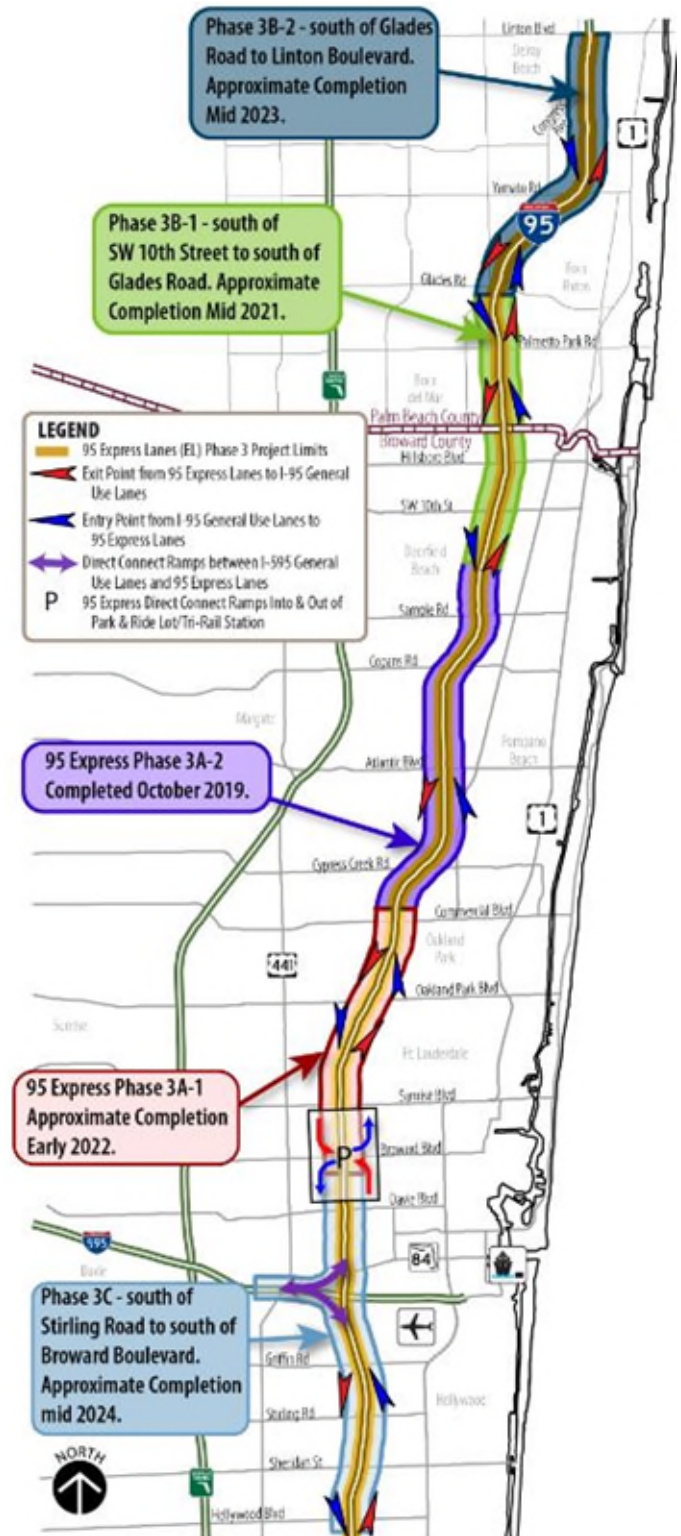 Linton Blvd
Delray
Beach
Phase 3B-2 - south of Glades
Road to Linton Boulevard.
Approximate Completion
Mid 2023.
Congress
1
Yamato Rd
95
Phase 3B-1 - south of
SW 10th Street to south of
Glades Road. Approximate
Completion Mid 2021.
Glades Rd
Boca
Raton
Palmetto Park Rd
Boca
del Mar
Palm Beach County
Broward County
Hillsboro Blvd
LEGEND
95 Express Lanes (EL) Phase 3 Project Limits
Exit Point from 95 Express Lanes to I-95 General
Use Lanes
Entry Point from I-95 General Use Lanes to
95 Express Lanes
Direct Connect Ramps between I-595 General
Use Lanes and 95 Express Lanes
P
95 Express Direct Connect Ramps Into & Out of
Park & Ride Lot/Tri-Rail Station
SW 10th St
Deerfield
Beach
Sample Rd
Copans Rd
Margate
Pompano
Beach
95 Express Phase 3A-2
Completed October 2019.
Atlantic Blvd
1
Cypress Creek Rd
Commercial Blvd
Oakland
Park
441
Oakland Park Blvd
Sunrise
Ft Lauderdale
95 Express Phase 3A-1
Approximate Completion
Early 2022.
Sunrise Blvd
P
Broward Blvd
Davie Blvd
595
Davie
84
Phase 3C - south of
Stirling Road to south of
Broward Boulevard.
Approximate Completion
mid 2024.
Griffin Rd
Hollywood
Stirling Rd
Sheridan St
NORTH
Hollywood Blvd